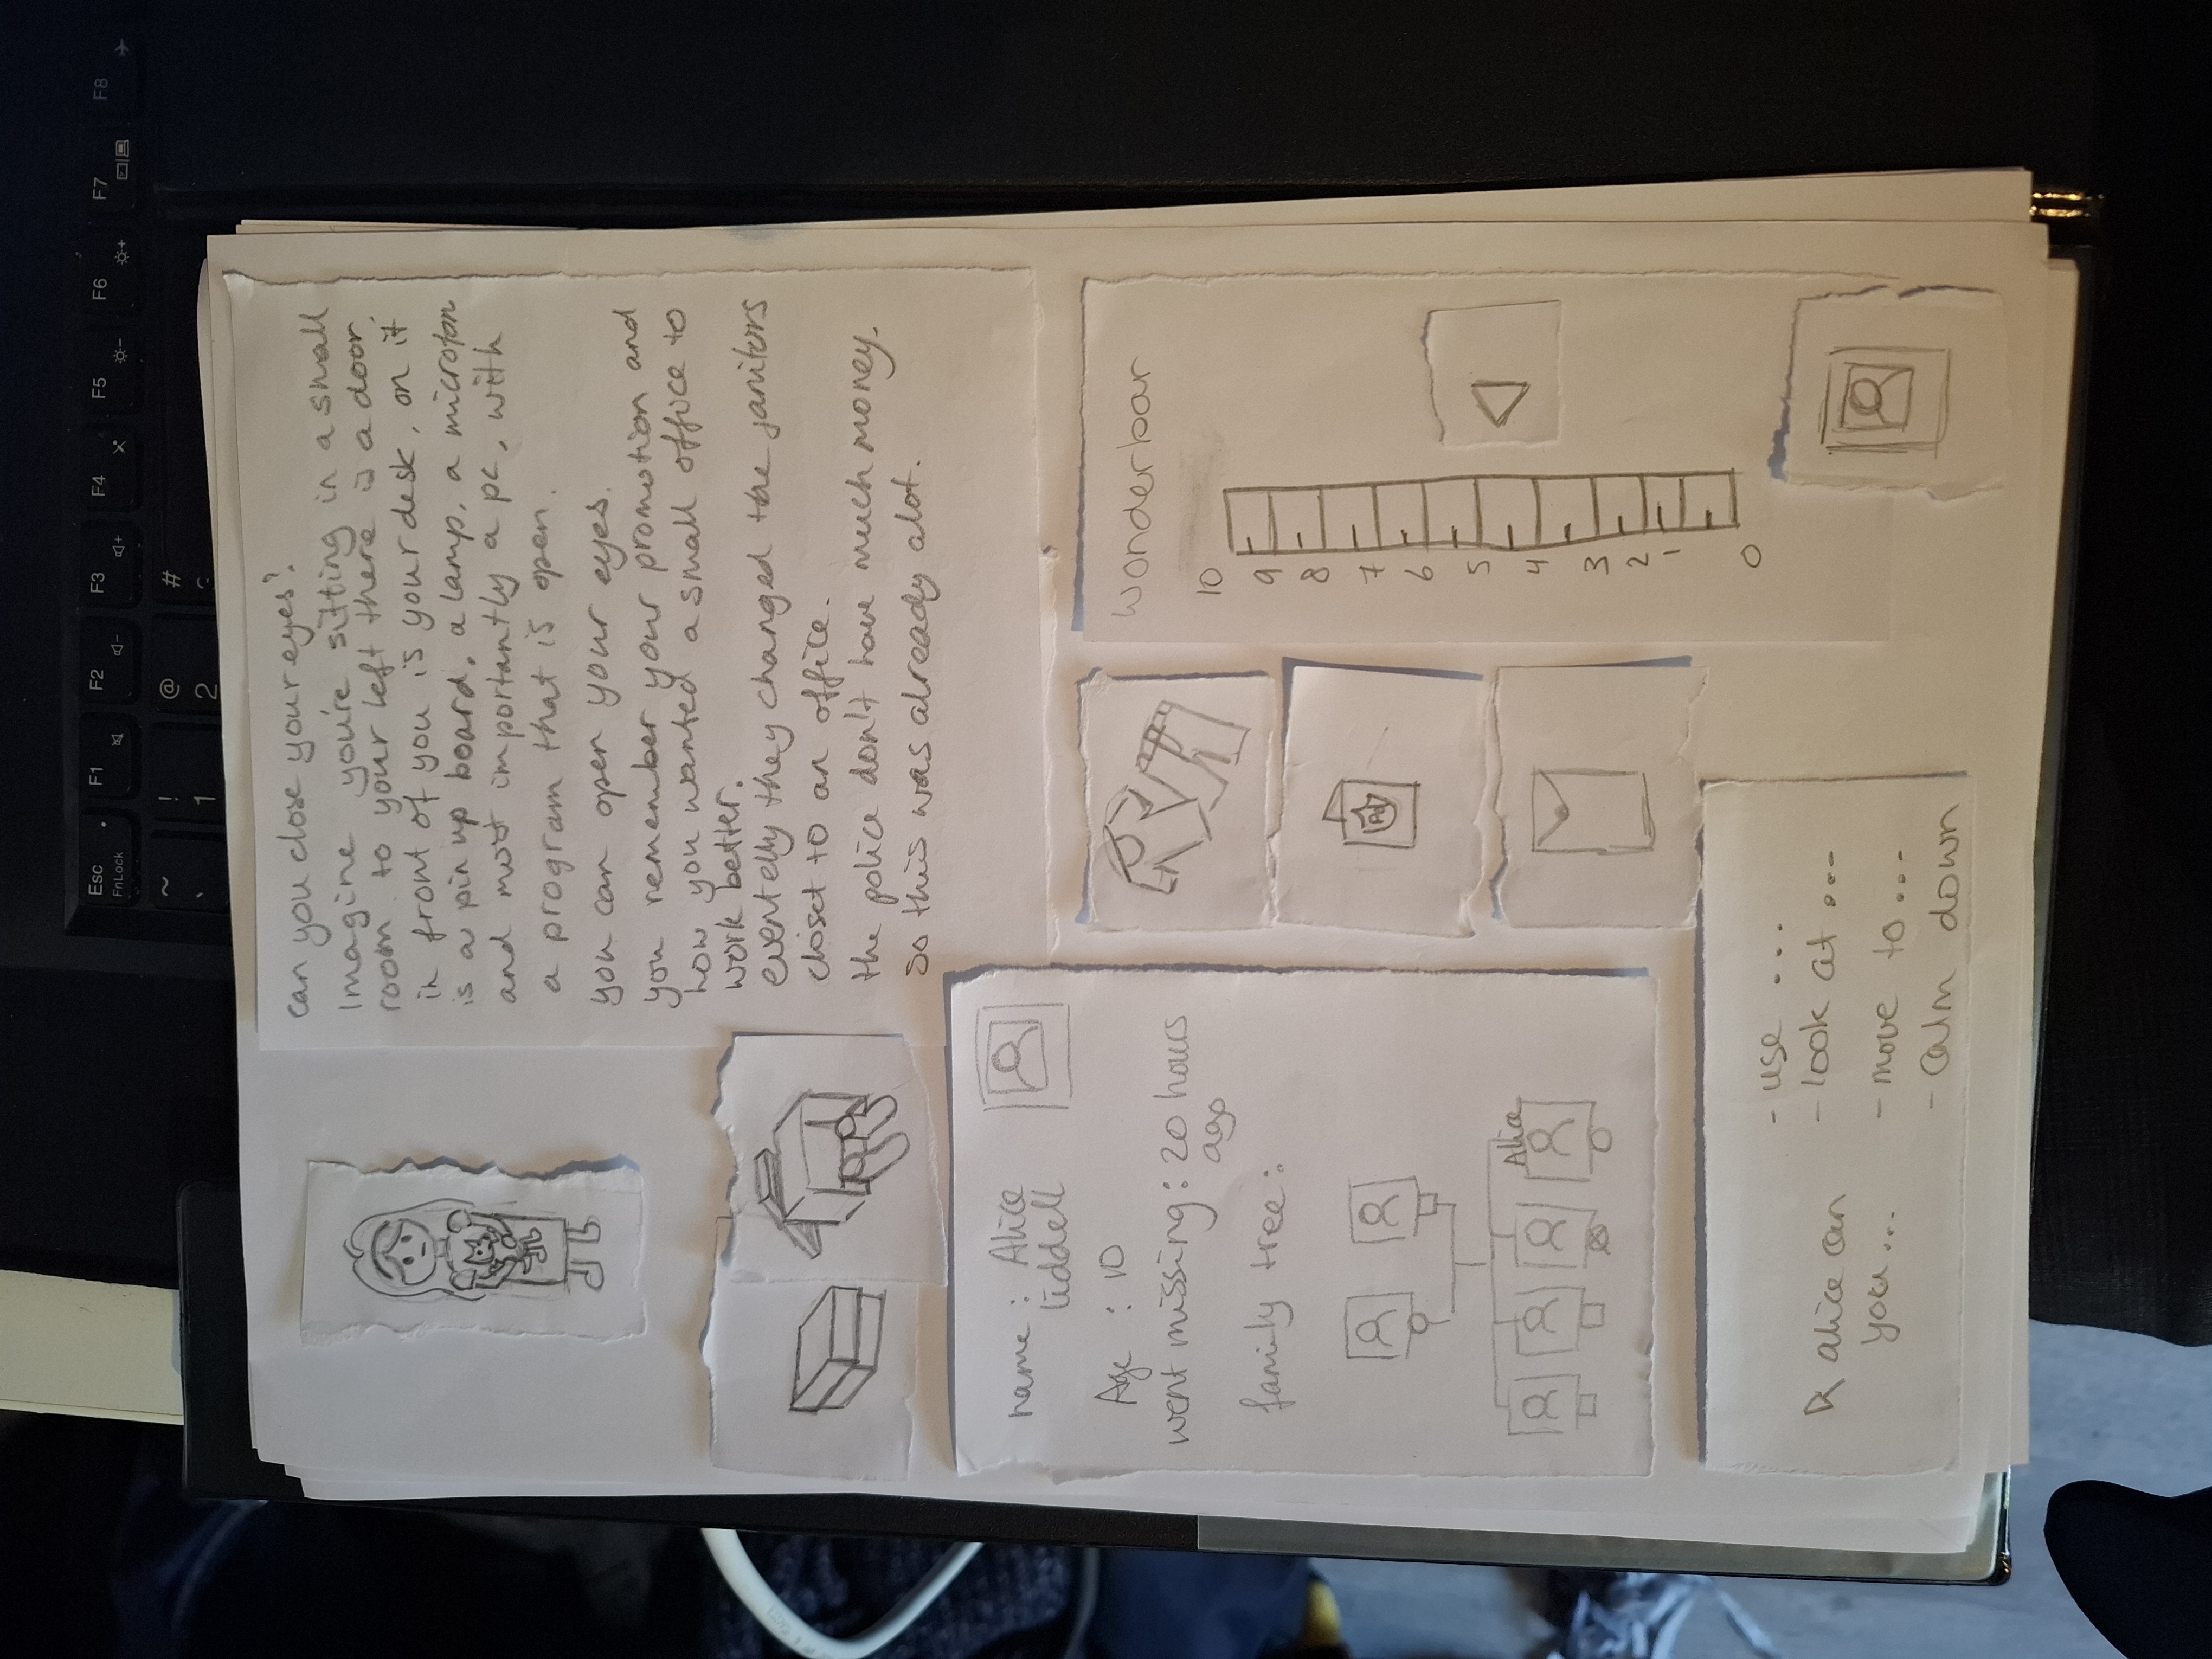 Esc
FnLock
F1
F2
F3
F4
F5
F6
F7
F8
~
`
!
1
@
2
#
can you close your eyes?
Imagine you're sitting in a small
room. to your left there is a door.
in front of you is your desk, on it
is a pin up board, a lamp, a microfon
and most importantly a pc, with
a program that is open.
you can open your eyes.
you remember your promotion and
how you wanted a small office to
work better.
eventelly they changed the janitors
closet to an office.
the police don't have much money.
so this was already alot.
name : Alice
liddell
Age : 10
went missing : 20 hours
ago
family tree :
Alice
Pd
wonderbar
10
9
8
7
6
5
4
3
2
1
0
alice can
you...
- use ...
- look at ...
- move to ...
- calm down